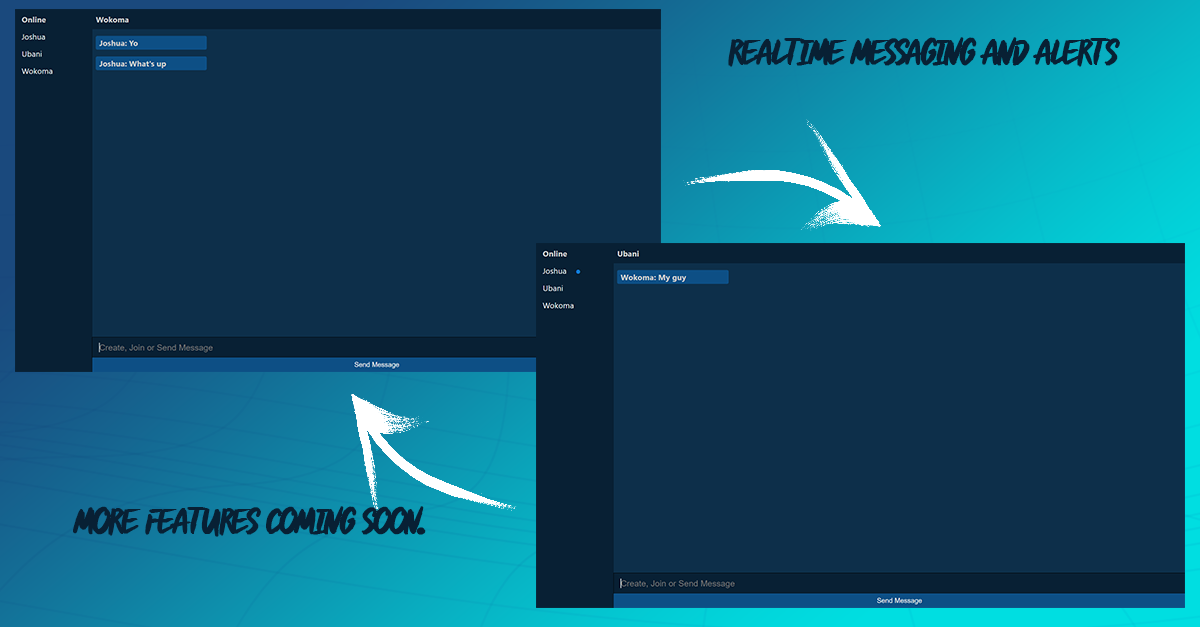 Online
Joshua
Ubani
Wokoma
Wokoma
Joshua: Yo
Joshua: What's up
Create, Join or Send Message
Send Message
REALTIME MESSAGING AND ALERTS
Online
Joshua
Ubani
Wokoma
Ubani
Wokoma: My guy
Create, Join or Send Message
Send Message
MORE FEATURES COMING SOON.